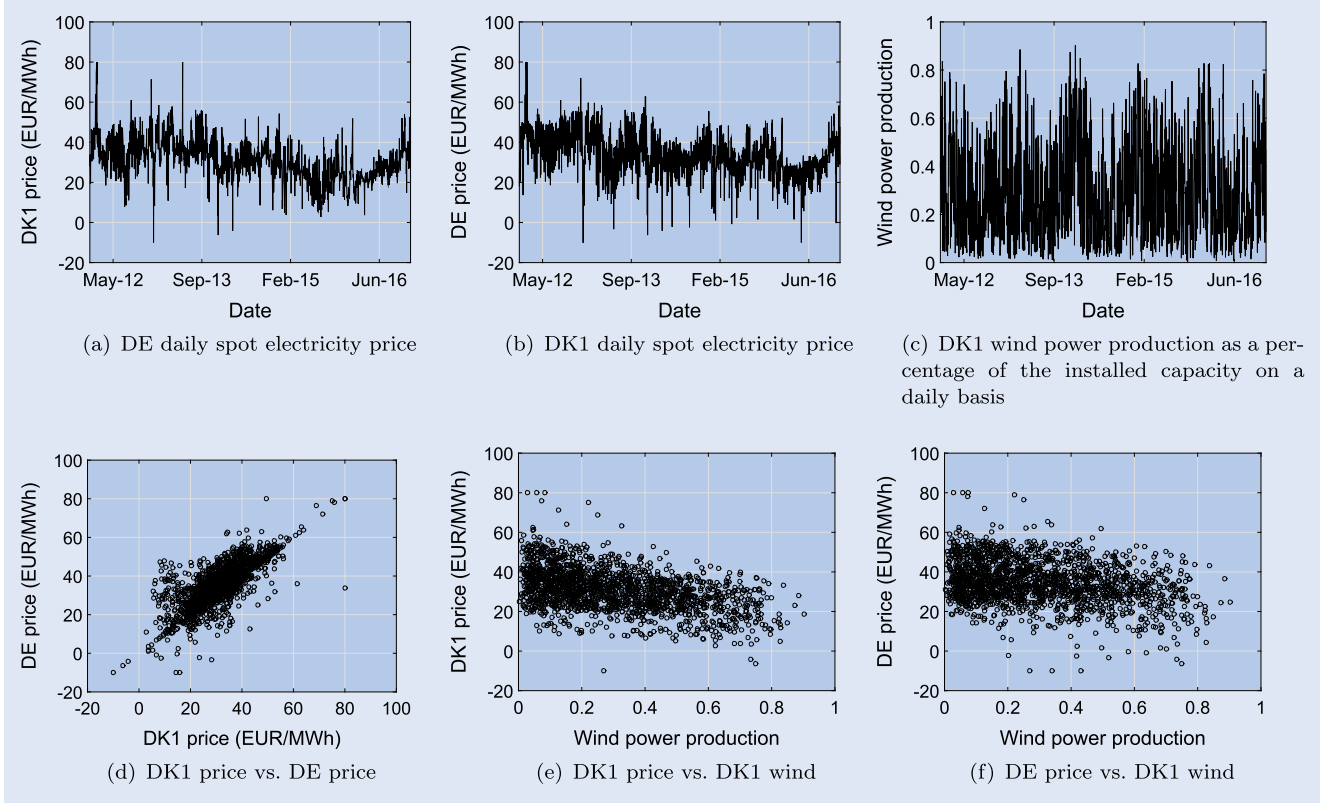 100
80
60
40
20
0
-20
DK1 price (EUR/MWh)
May-12 Sep-13 Feb-15 Jun-16
Date
(a) DE daily spot electricity price
100
80
60
40
20
0
-20
DE price (EUR/MWh)
May-12 Sep-13 Feb-15 Jun-16
Date
(b) DK1 daily spot electricity price
1
0.8
0.6
0.4
0.2
0
Wind power production
May-12 Sep-13 Feb-15 Jun-16
Date
(c) DK1 wind power production as a per-
centage of the installed capacity on a
daily basis
100
80
60
40
20
0
-20
DE price (EUR/MWh)
-20 0 20 40 60 80 100
DK1 price (EUR/MWh)
(d) DK1 price vs. DE price
100
80
60
40
20
0
-20
DK1 price (EUR/MWh)
0 0.2 0.4 0.6 0.8 1
Wind power production
(e) DK1 price vs. DK1 wind
100
80
60
40
20
0
-20
DE price (EUR/MWh)
0 0.2 0.4 0.6 0.8 1
Wind power production
(f) DE price vs. DK1 wind